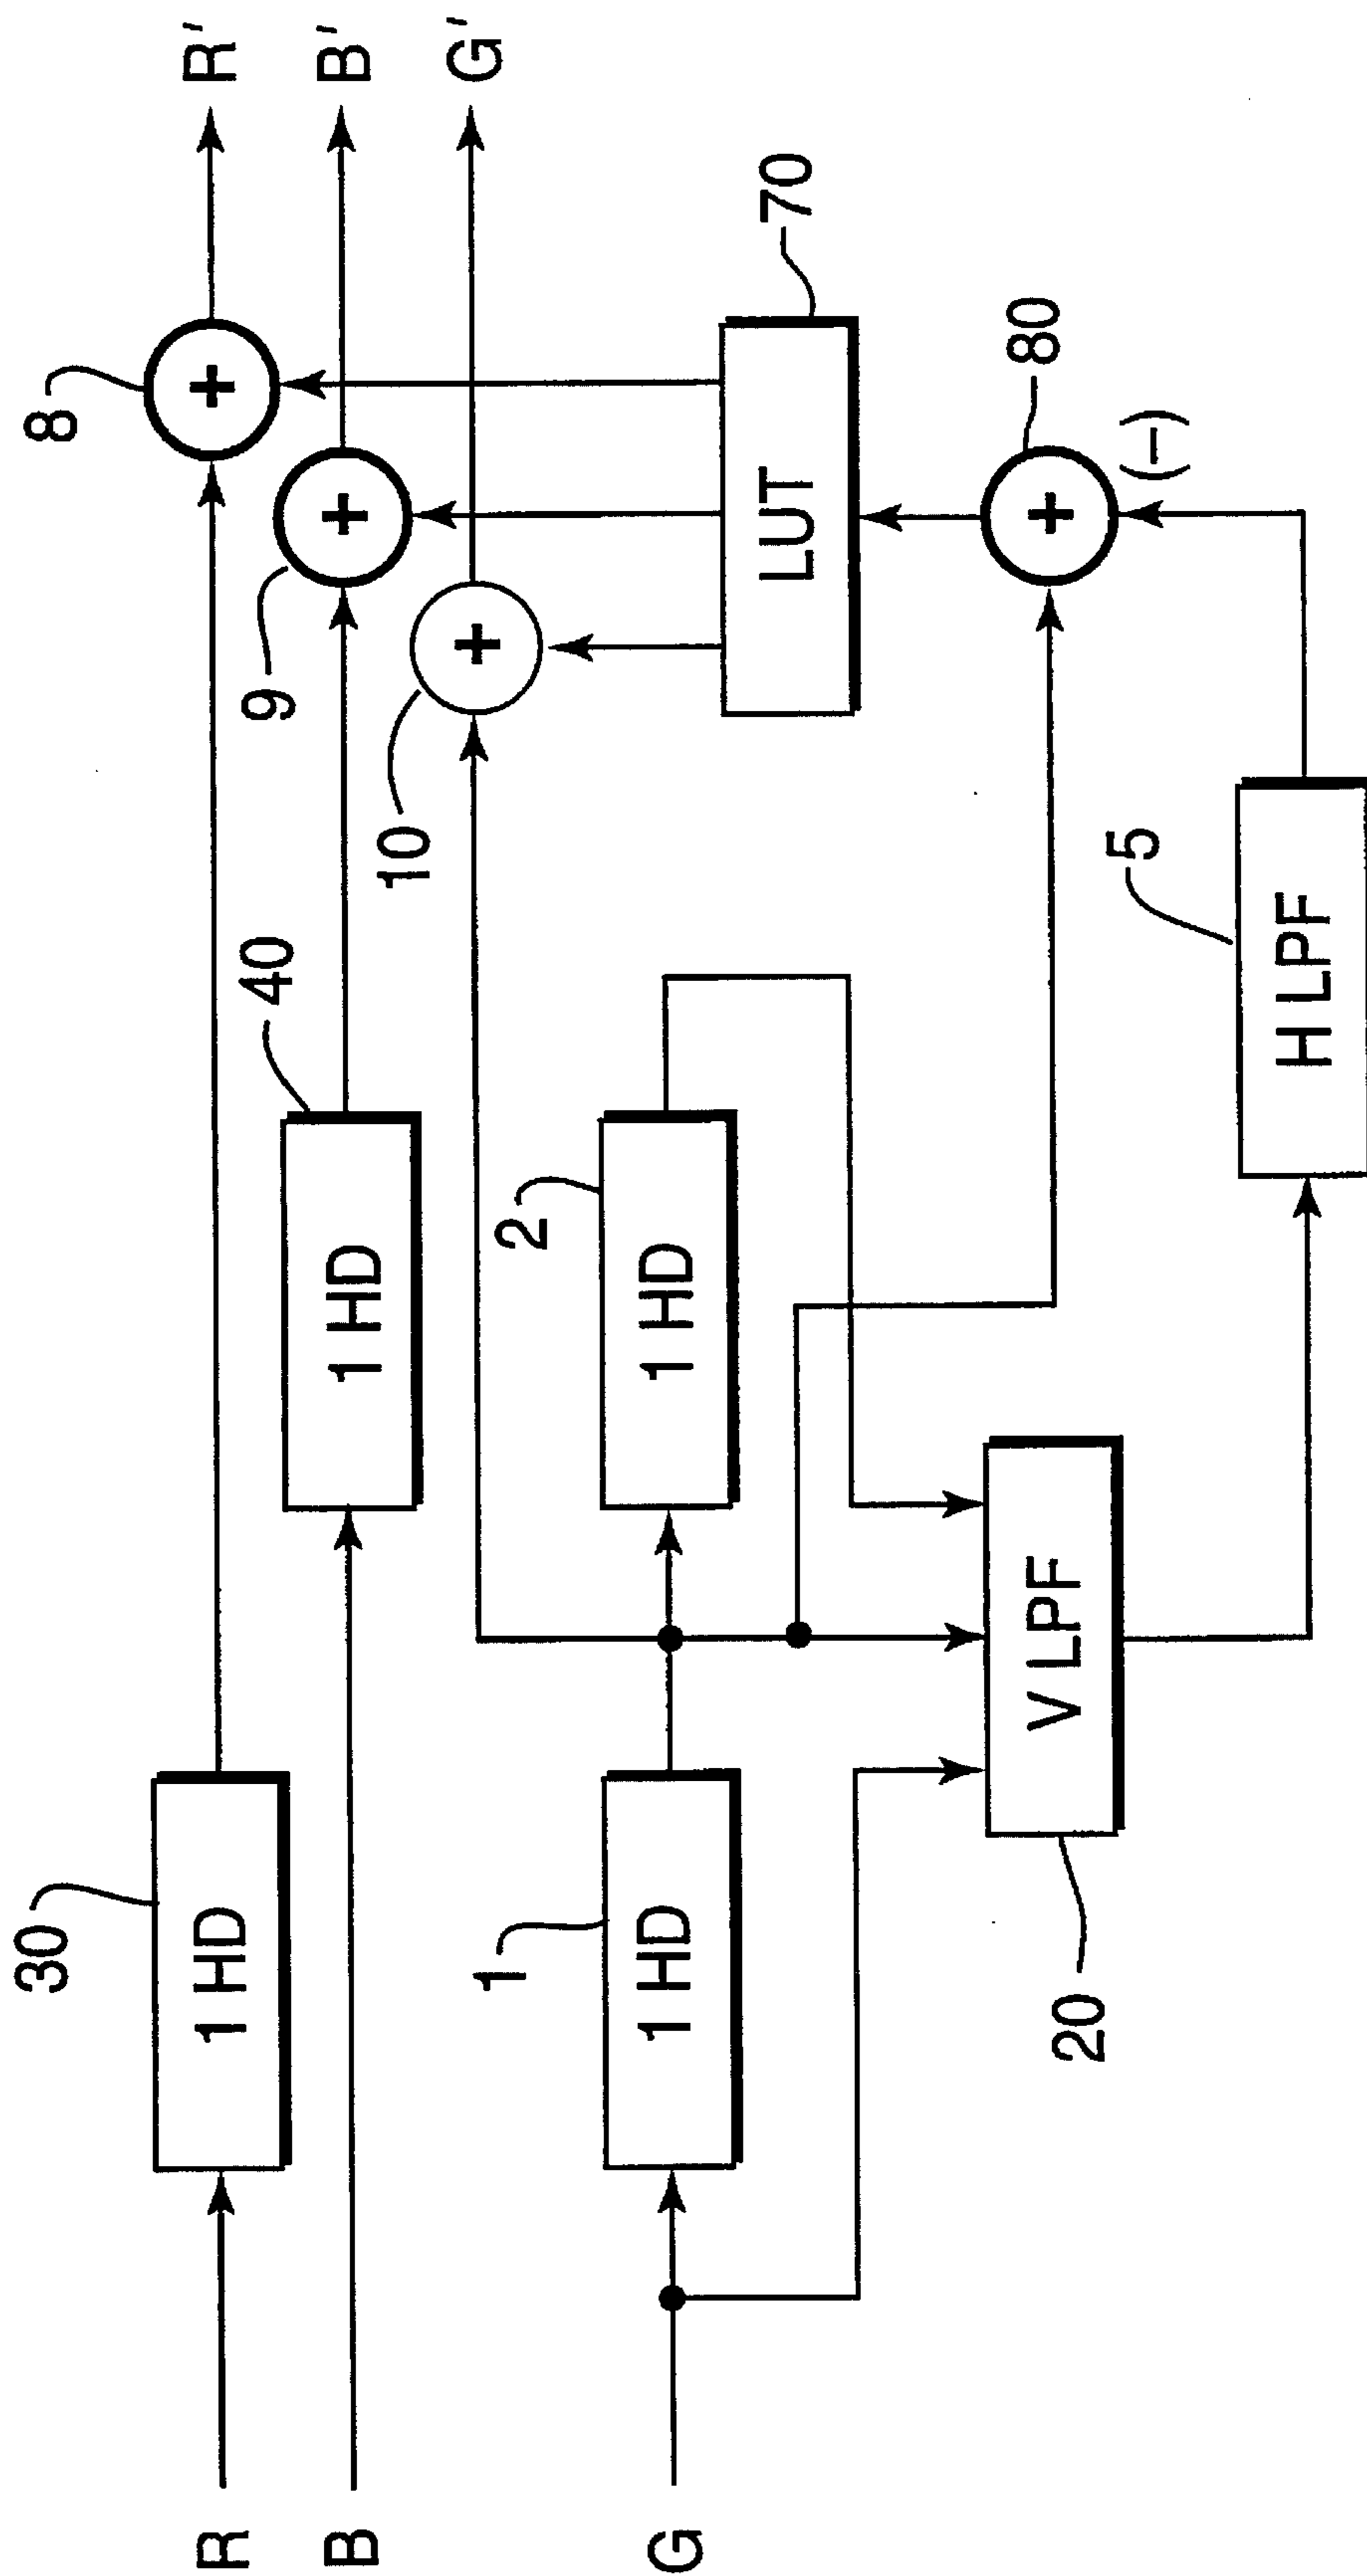 R
B
G
30
1 HD
40
1 HD
1
1 HD
2
1 HD
20
V LPF
5
H LPF
8
+
9
+
10
+
70
LUT
80
+
(−)
R′
B′
G′